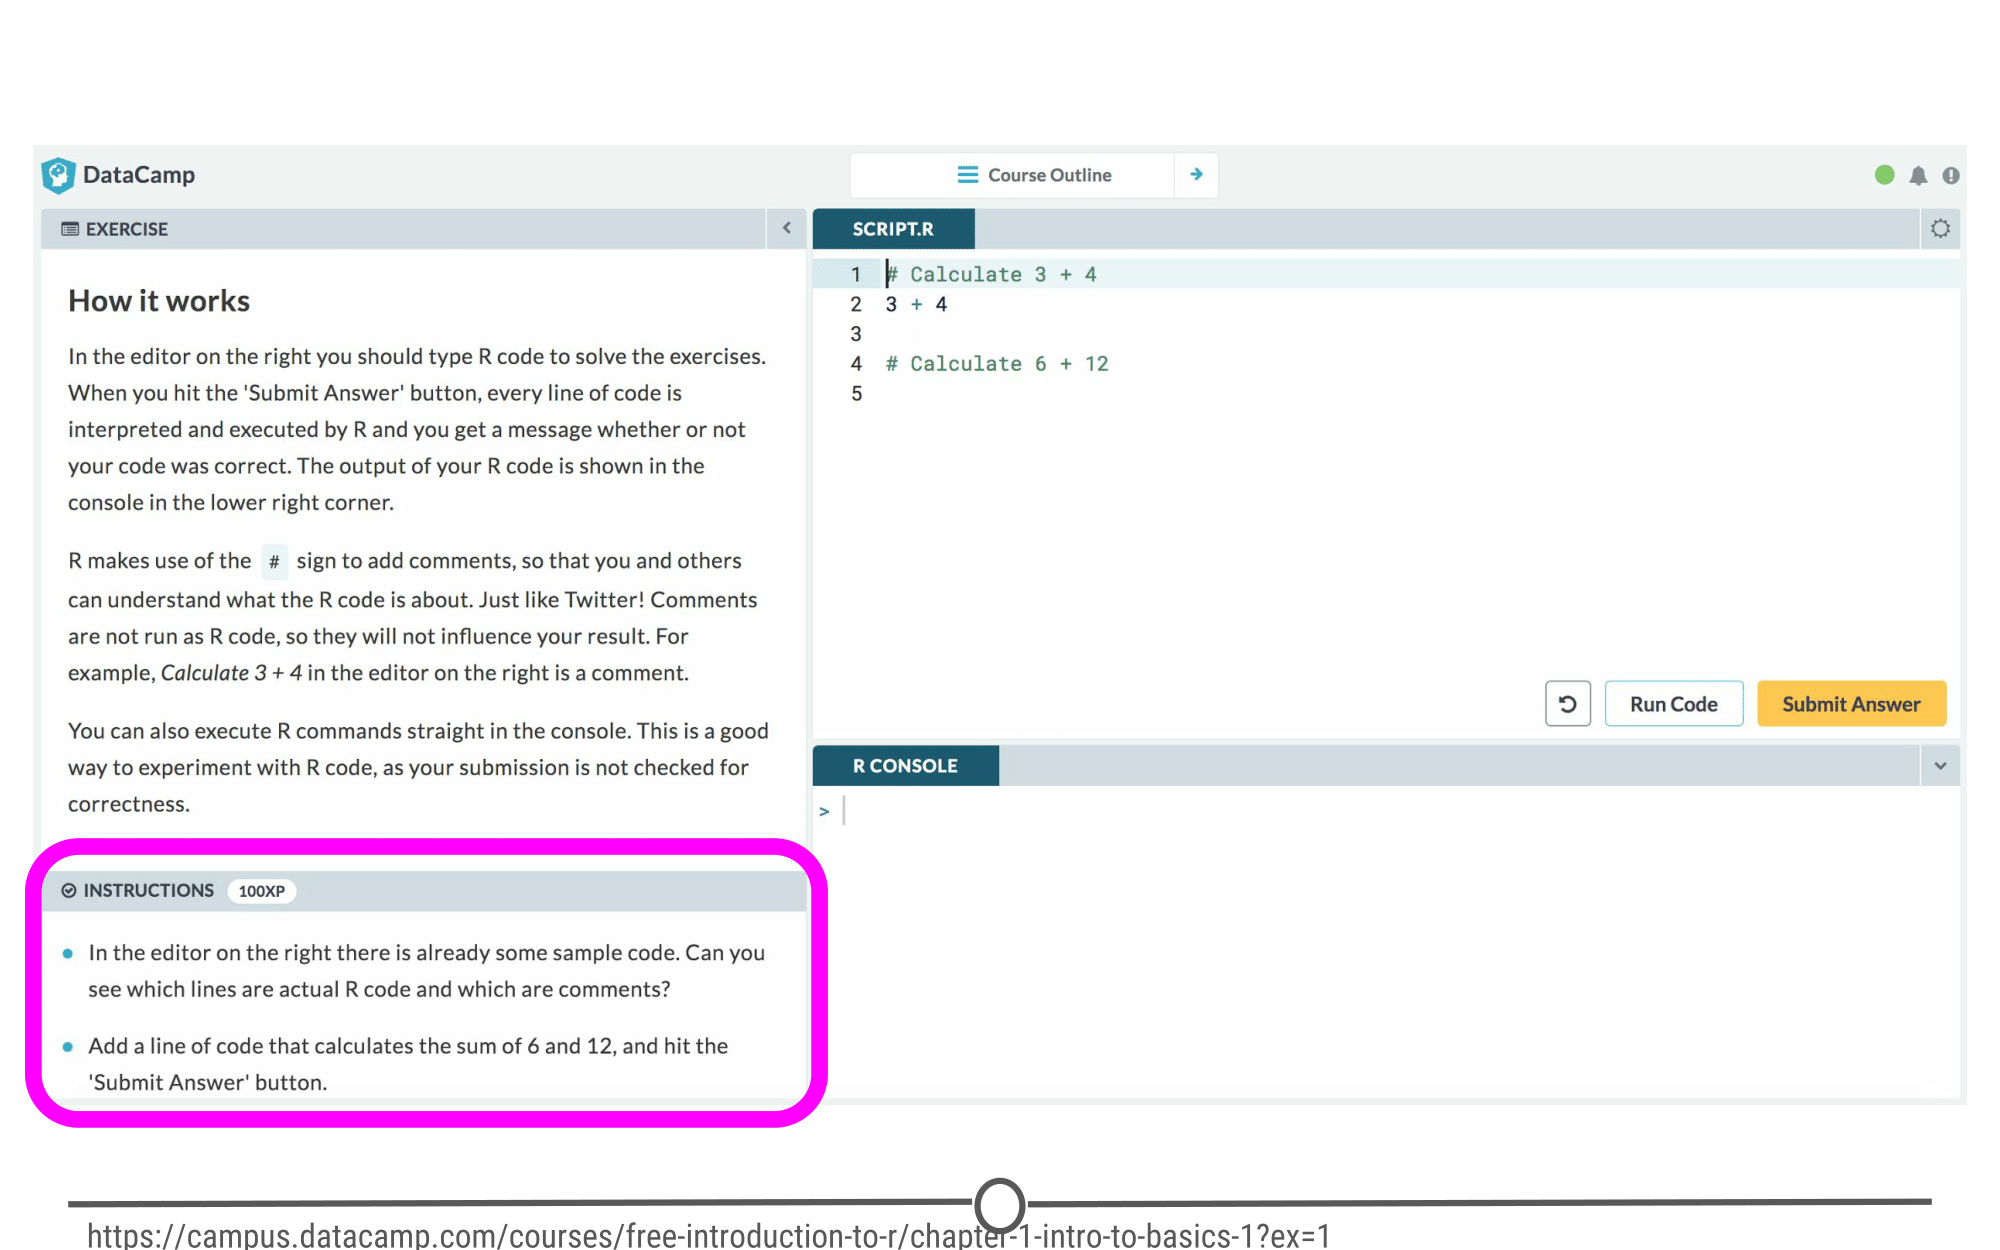 DataCamp
Course Outline
EXERCISE
How it works
In the editor on the right you should type R code to solve the exercises.
When you hit the 'Submit Answer' button, every line of code is
interpreted and executed by R and you get a message whether or not
your code was correct. The output of your R code is shown in the
console in the lower right corner.
R makes use of the # sign to add comments, so that you and others
can understand what the R code is about. Just like Twitter! Comments
are not run as R code, so they will not influence your result. For
example, Calculate 3 + 4 in the editor on the right is a comment.
You can also execute R commands straight in the console. This is a good
way to experiment with R code, as your submission is not checked for
correctness.
INSTRUCTIONS 100XP
In the editor on the right there is already some sample code. Can you
see which lines are actual R code and which are comments?
Add a line of code that calculates the sum of 6 and 12, and hit the
'Submit Answer' button.
SCRIPT.R
1 # Calculate 3 + 4
2 3 + 4
3
4 # Calculate 6 + 12
5
Run Code
Submit Answer
R CONSOLE
>
https://campus.datacamp.com/courses/free-introduction-to-r/chapter-1-intro-to-basics-1?ex=1